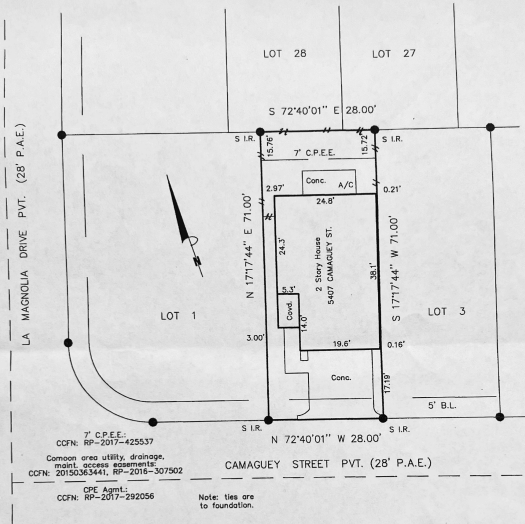 LOT 28
LOT 27
S 72°40'01" E 28.00'
S I.R.
S I.R.
15.76'
15.72'
7' C.P.E.E.
LA MAGNOLIA DRIVE PVT. (28' P.A.E.)
Conc.
A/C
2.97'
24.8'
0.21'
N 17°17'44" E 71.00'
24.3'
2 Story House
5407 CAMAGUEY ST.
38.1'
S 17°17'44" W 71.00'
5.3'
Covd.
14.0'
LOT 1
LOT 3
3.00'
19.6'
0.16'
Conc.
17.19'
5' B.L.
S I.R.
S I.R.
N 72°40'01" W 28.00'
7' C.P.E.E.:
CCFN: RP-2017-425537
Comoon area utility, drainage,
maint. access easements:
CCFN: 20150363441, RP-2016-307502
CAMAGUEY STREET PVT. (28' P.A.E.)
CPE Agmt.:
CCFN: RP-2017-292056
Note: ties are
to foundation.